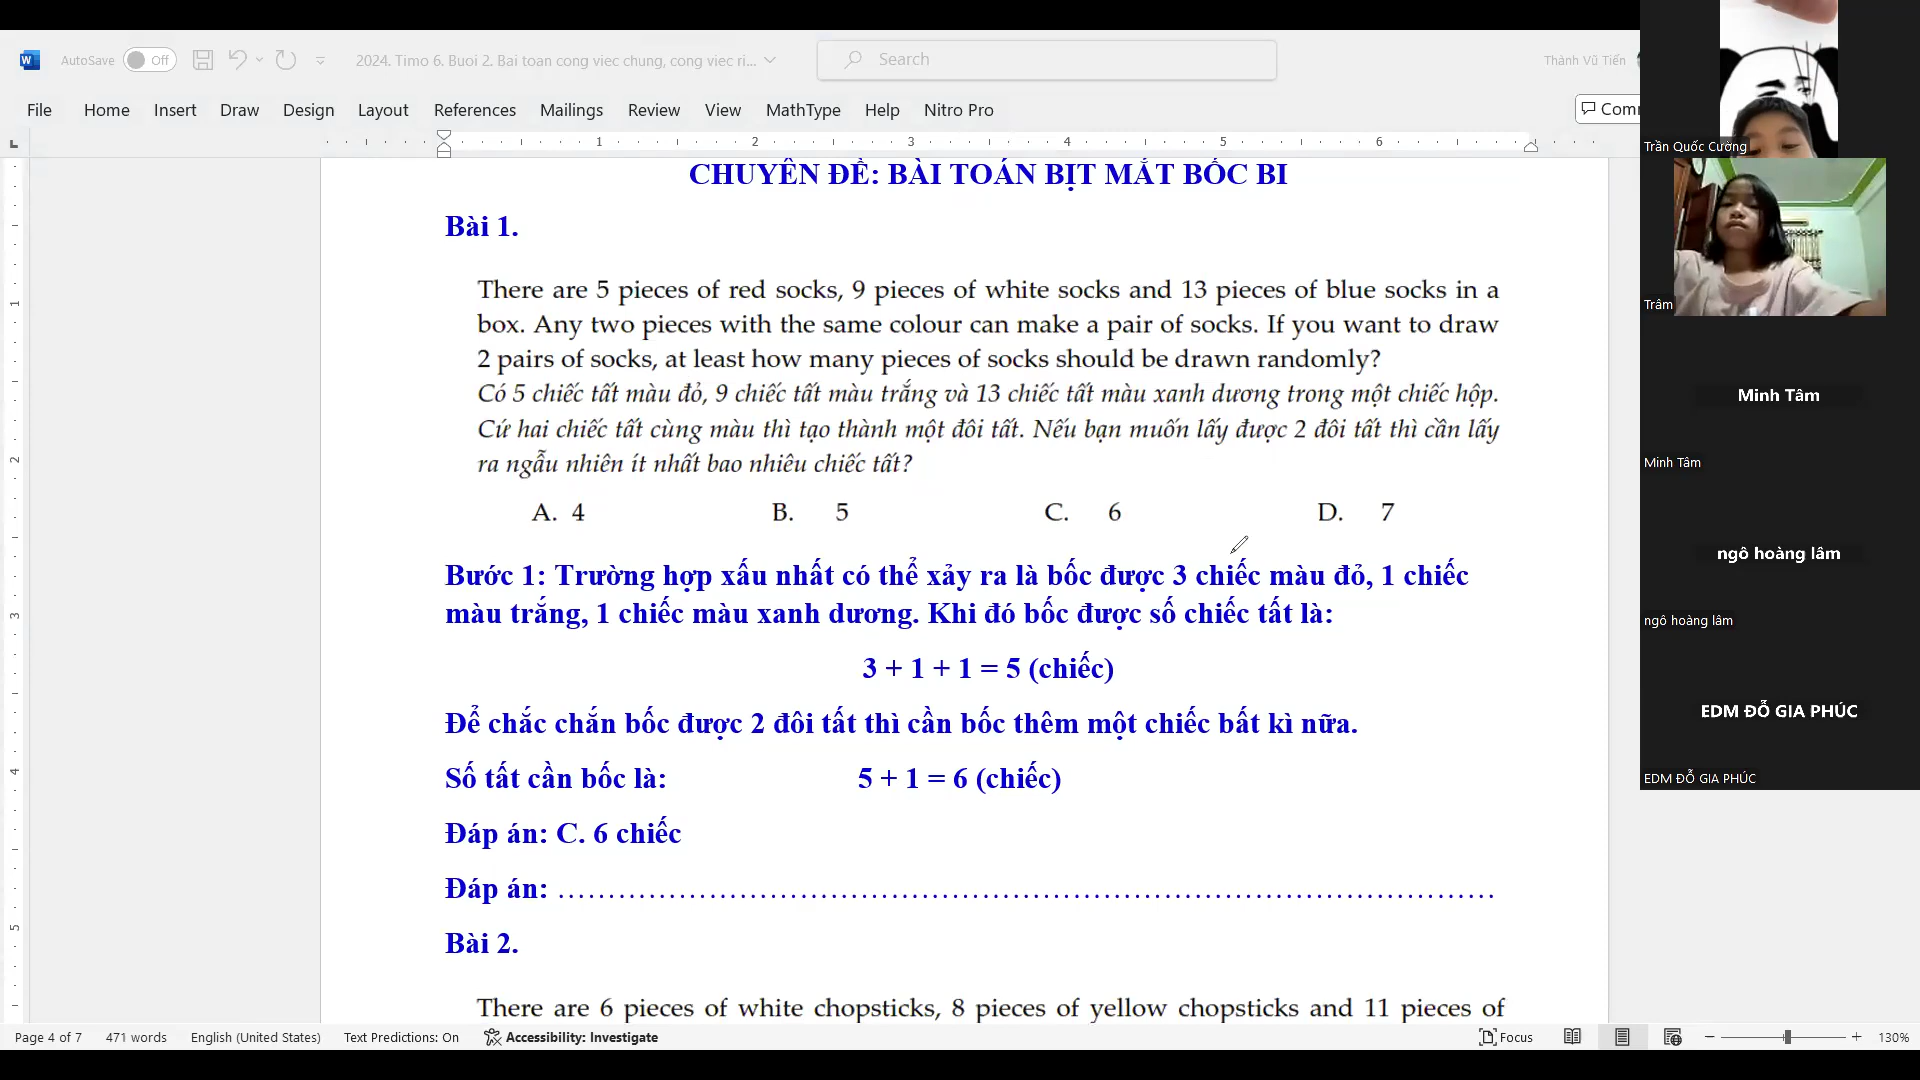 AutoSave Off 2024. Timo 6. Buoi 2. Bai toan cong viec chung, cong viec ri... Search Thành Vũ Tiến
File Home Insert Draw Design Layout References Mailings Review View MathType Help Nitro Pro Comm
1 2 3 4 5 6
CHUYÊN ĐỀ: BÀI TOÁN BỊT MẮT BỐC BI
Bài 1.
There are 5 pieces of red socks, 9 pieces of white socks and 13 pieces of blue socks in a
box. Any two pieces with the same colour can make a pair of socks. If you want to draw
2 pairs of socks, at least how many pieces of socks should be drawn randomly?
Có 5 chiếc tất màu đỏ, 9 chiếc tất màu trắng và 13 chiếc tất màu xanh dương trong một chiếc hộp.
Cứ hai chiếc tất cùng màu thì tạo thành một đôi tất. Nếu bạn muốn lấy được 2 đôi tất thì cần lấy
ra ngẫu nhiên ít nhất bao nhiêu chiếc tất?
A. 4 B. 5 C. 6 D. 7
Bước 1: Trường hợp xấu nhất có thể xảy ra là bốc được 3 chiếc màu đỏ, 1 chiếc
màu trắng, 1 chiếc màu xanh dương. Khi đó bốc được số chiếc tất là:
3 + 1 + 1 = 5 (chiếc)
Để chắc chắn bốc được 2 đôi tất thì cần bốc thêm một chiếc bất kì nữa.
Số tất cần bốc là: 5 + 1 = 6 (chiếc)
Đáp án: C. 6 chiếc
Đáp án: ………………………………………………………………………………
Bài 2.
There are 6 pieces of white chopsticks, 8 pieces of yellow chopsticks and 11 pieces of
1
2
3
4
5
Page 4 of 7 471 words English (United States) Text Predictions: On Accessibility: Investigate Focus 130%
Trần Quốc Cường
Trâm
Minh Tâm
Minh Tâm
ngô hoàng lâm
ngô hoàng lâm
EDM ĐỖ GIA PHÚC
EDM ĐỖ GIA PHÚC